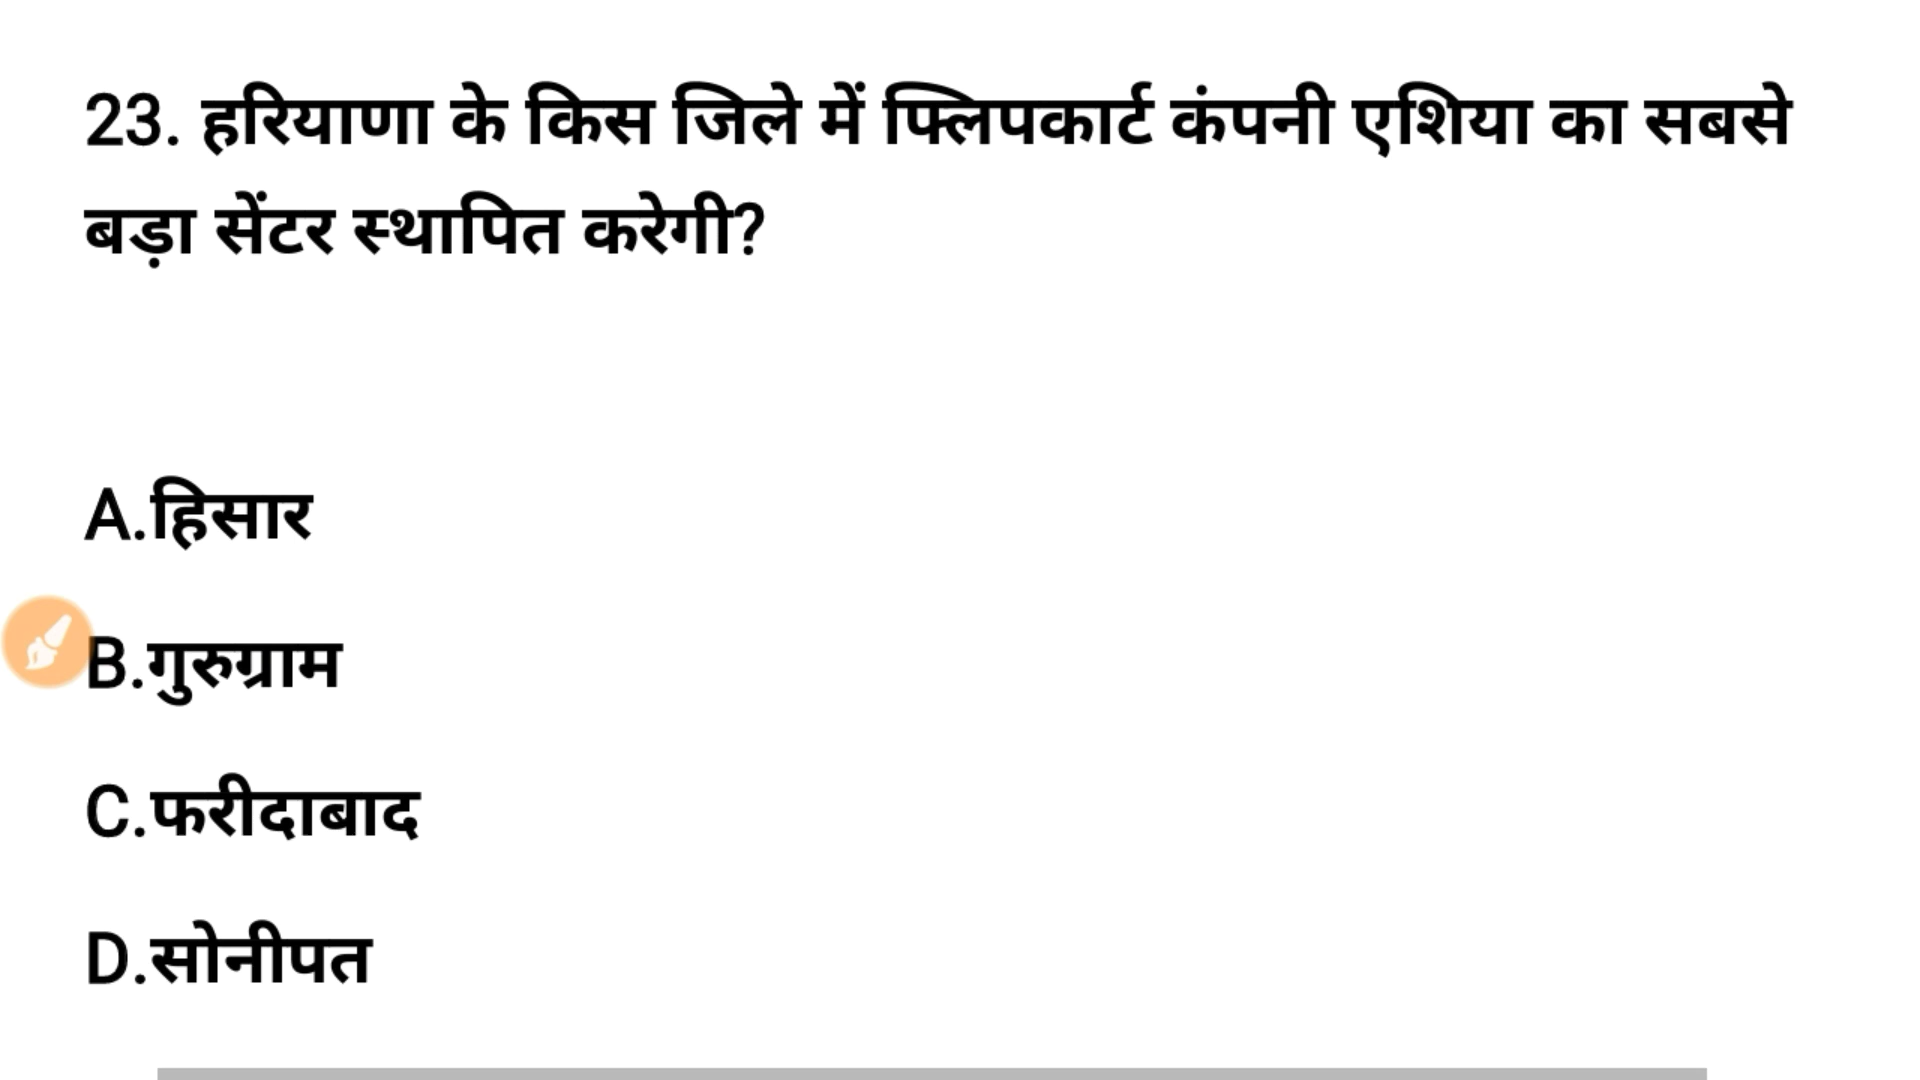 23. हरियाणा के किस जिले में फ्लिपकार्ट कंपनी एशिया का सबसे
बड़ा सेंटर स्थापित करेगी?
A.हिसार
B.गुरुग्राम
C.फरीदाबाद
D.सोनीपत